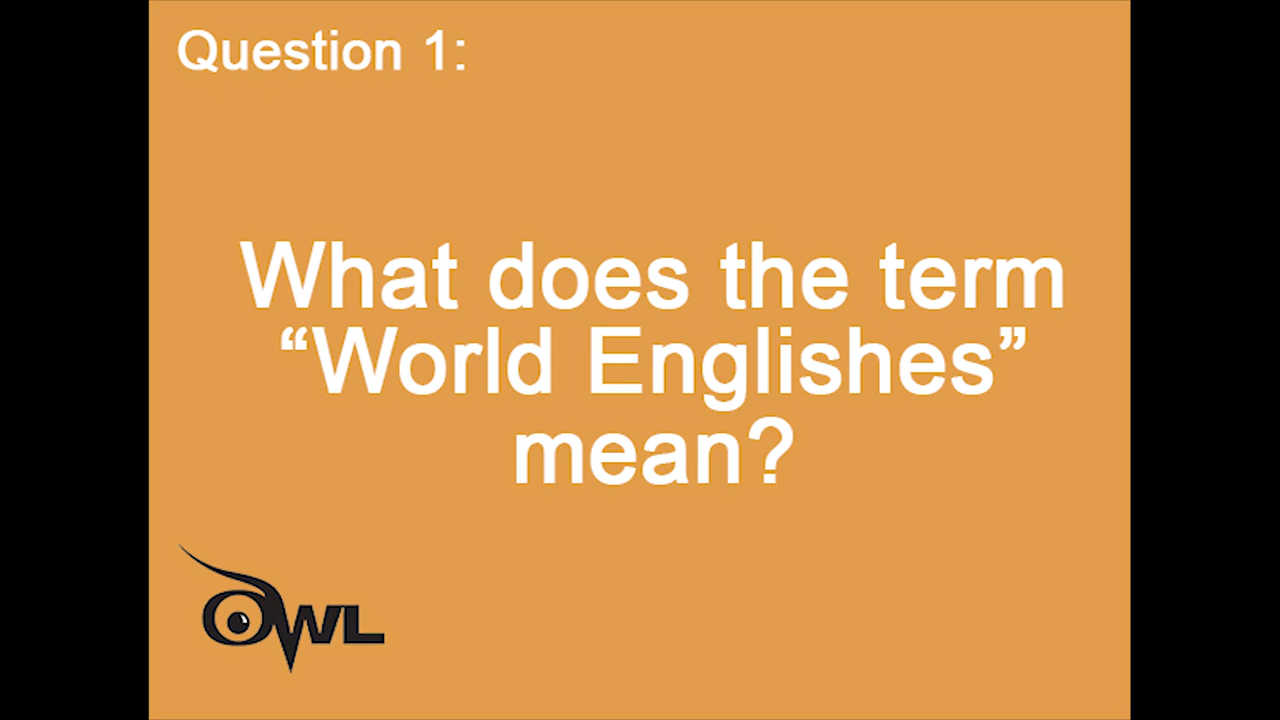 Question 1:
What does the term
“World Englishes”
mean?
OWL